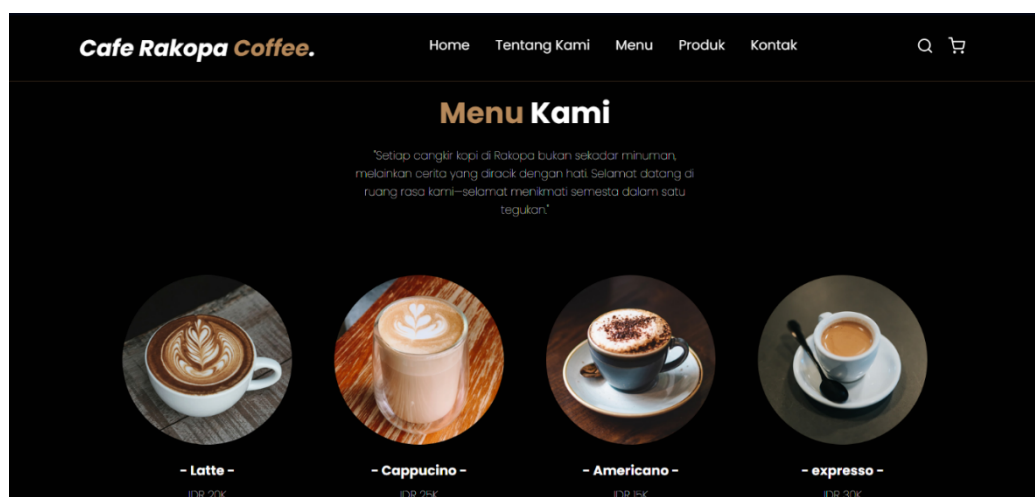 Cafe Rakopa Coffee.
Home Tentang Kami Menu Produk Kontak
Menu Kami
"Setiap cangkir kopi di Rakopa bukan sekadar minuman,
melainkan cerita yang diracik dengan hati. Selamat datang di
ruang rasa kami—selamat menikmati semesta dalam satu
tegukan."
- Latte -
- Cappucino -
- Americano -
- expresso -
IDR 20K
IDR 25K
IDR 15K
IDR 30K